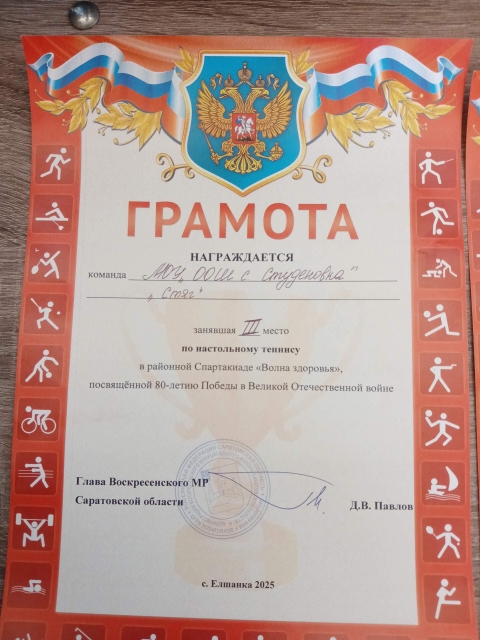 ГРАМОТА
НАГРАЖДАЕТСЯ
команда МОУ ООШ с Студеновка"
„Стяг"
занявшая III место
по настольному теннису
в районной Спартакиаде «Волна здоровья»,
посвящённой 80-летию Победы в Великой Отечественной войне
Глава Воскресенского МР
Саратовской области Д.В. Павлов
с. Елшанка 2025